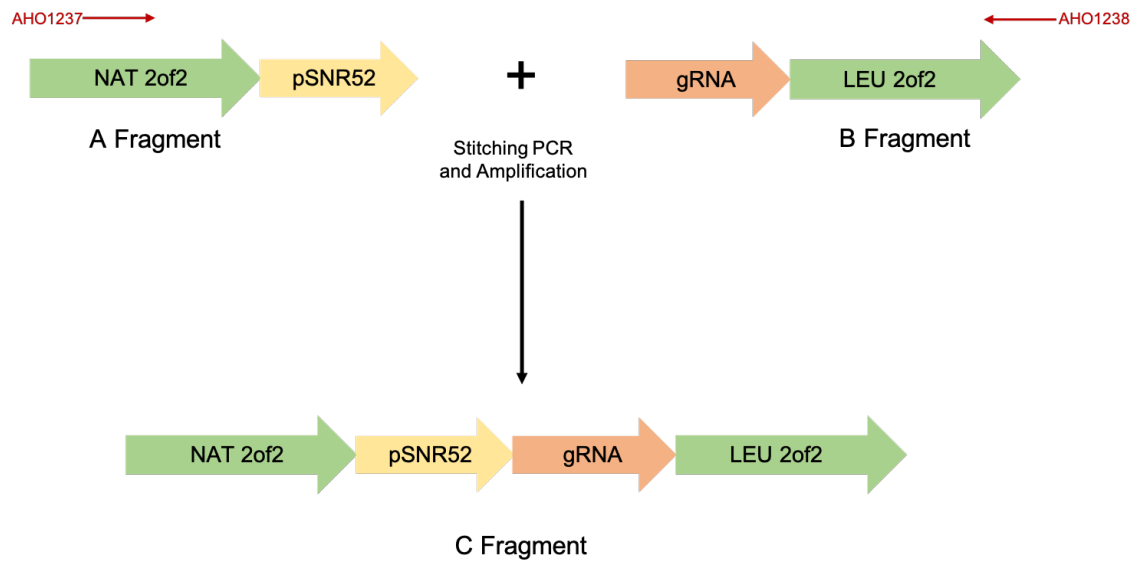 AHO1237
AHO1238
NAT 2of2
pSNR52
+
gRNA
LEU 2of2
A Fragment
B Fragment
Stitching PCR
and Amplification
NAT 2of2
pSNR52
gRNA
LEU 2of2
C Fragment